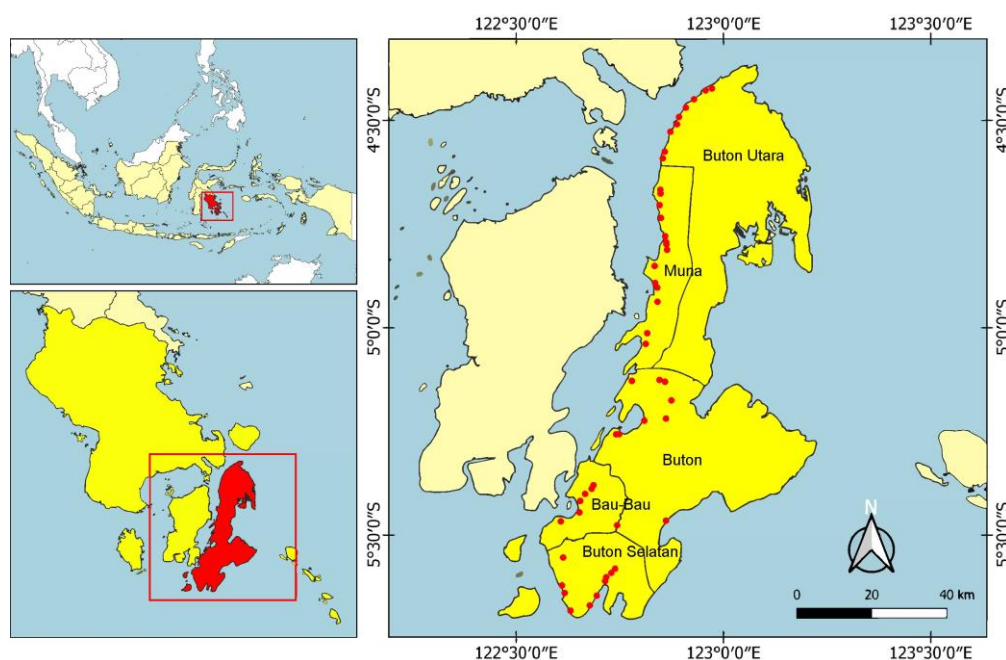 122°30′0″E 123°0′0″E 123°30′0″E
4°30′0″S
4°30′0″S
Buton Utara
Muna
5°0′0″S
5°0′0″S
Buton
Bau-Bau
5°30′0″S
5°30′0″S
Buton Selatan
N
0 20 40 km
122°30′0″E 123°0′0″E 123°30′0″E